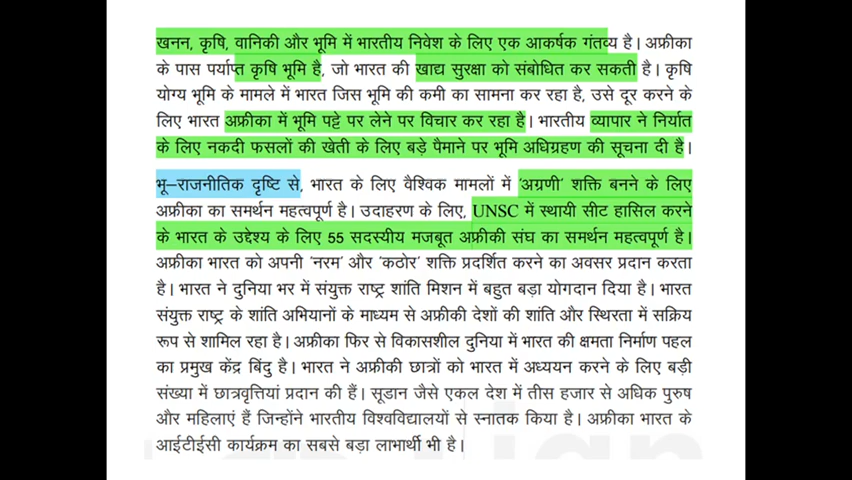 खनन, कृषि, वानिकी और भूमि में भारतीय निवेश के लिए एक आकर्षक गंतव्य है। अफ्रीका
के पास पर्याप्त कृषि भूमि है, जो भारत की खाद्य सुरक्षा को संबोधित कर सकती है। कृषि
योग्य भूमि के मामले में भारत जिस भूमि की कमी का सामना कर रहा है, उसे दूर करने के
लिए भारत अफ्रीका में भूमि पट्टे पर लेने पर विचार कर रहा है। भारतीय व्यापार ने निर्यात
के लिए नकदी फसलों की खेती के लिए बड़े पैमाने पर भूमि अधिग्रहण की सूचना दी है।
भू–राजनीतिक दृष्टि से, भारत के लिए वैश्विक मामलों में 'अग्रणी' शक्ति बनने के लिए
अफ्रीका का समर्थन महत्वपूर्ण है। उदाहरण के लिए, UNSC में स्थायी सीट हासिल करने
के भारत के उद्देश्य के लिए 55 सदस्यीय मजबूत अफ्रीकी संघ का समर्थन महत्वपूर्ण है।
अफ्रीका भारत को अपनी 'नरम' और 'कठोर' शक्ति प्रदर्शित करने का अवसर प्रदान करता
है। भारत ने दुनिया भर में संयुक्त राष्ट्र शांति मिशन में बहुत बड़ा योगदान दिया है। भारत
संयुक्त राष्ट्र के शांति अभियानों के माध्यम से अफ्रीकी देशों की शांति और स्थिरता में सक्रिय
रूप से शामिल रहा है। अफ्रीका फिर से विकासशील दुनिया में भारत की क्षमता निर्माण पहल
का प्रमुख केंद्र बिंदु है। भारत ने अफ्रीकी छात्रों को भारत में अध्ययन करने के लिए बड़ी
संख्या में छात्रवृत्तियां प्रदान की हैं। सूडान जैसे एकल देश में तीस हजार से अधिक पुरुष
और महिलाएं हैं जिन्होंने भारतीय विश्वविद्यालयों से स्नातक किया है। अफ्रीका भारत के
आईटीईसी कार्यक्रम का सबसे बड़ा लाभार्थी भी है।